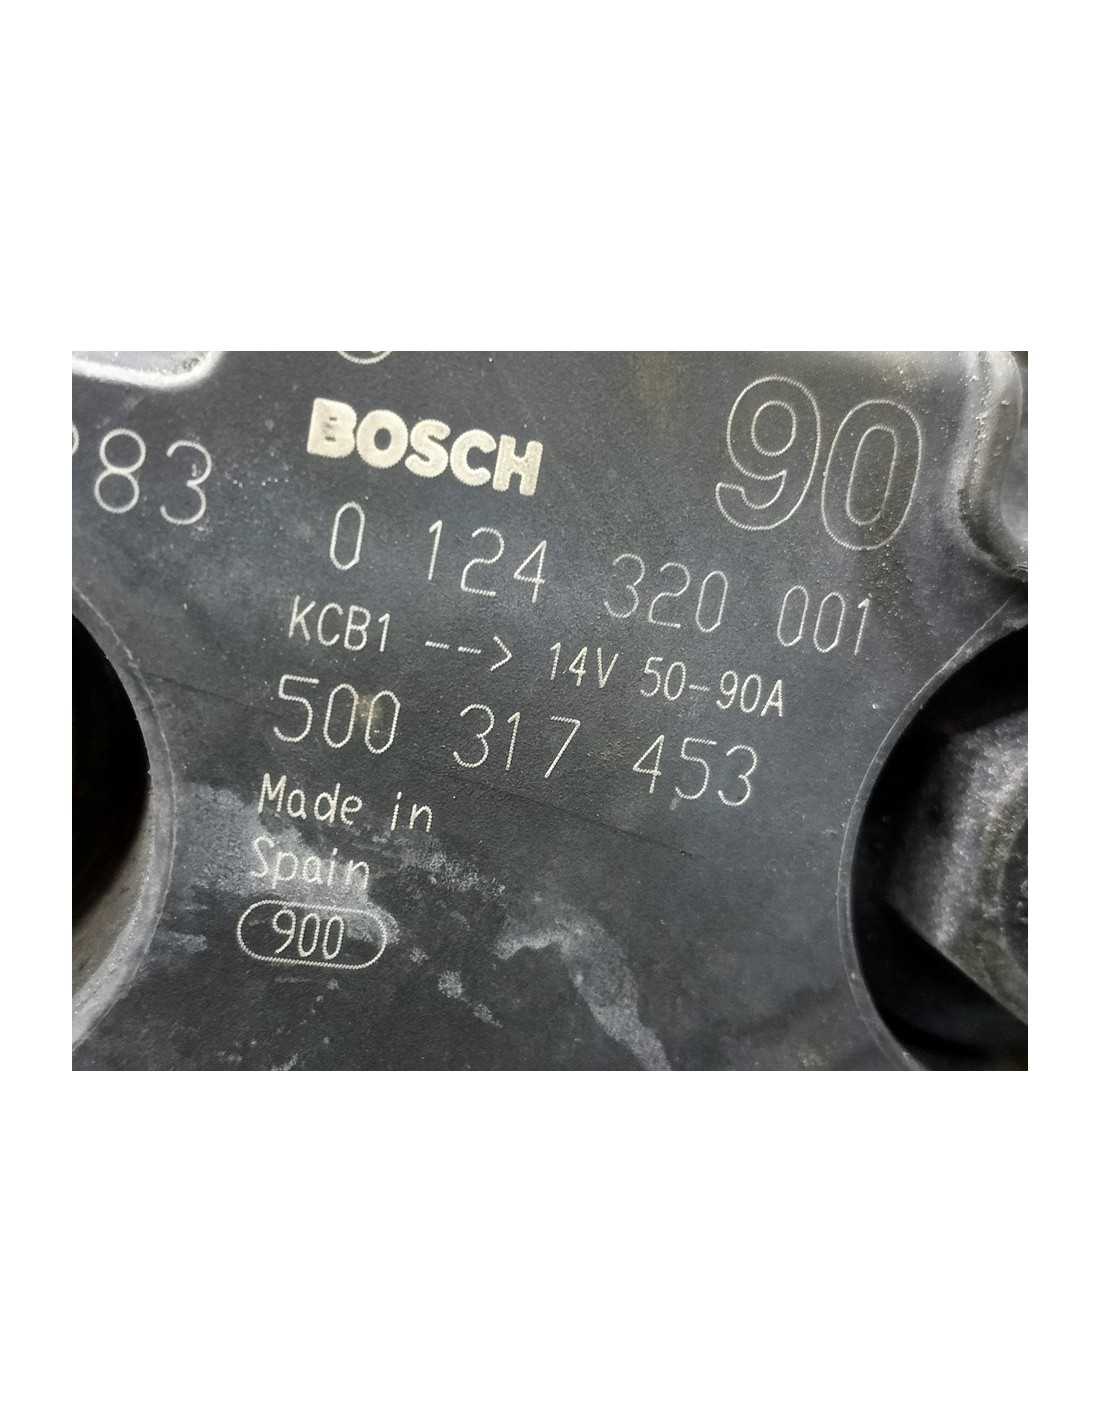 90
BOSCH
83
0 124 320 001
KCB1 --> 14V 50-90A
500 317 453
Made in
Spain
900